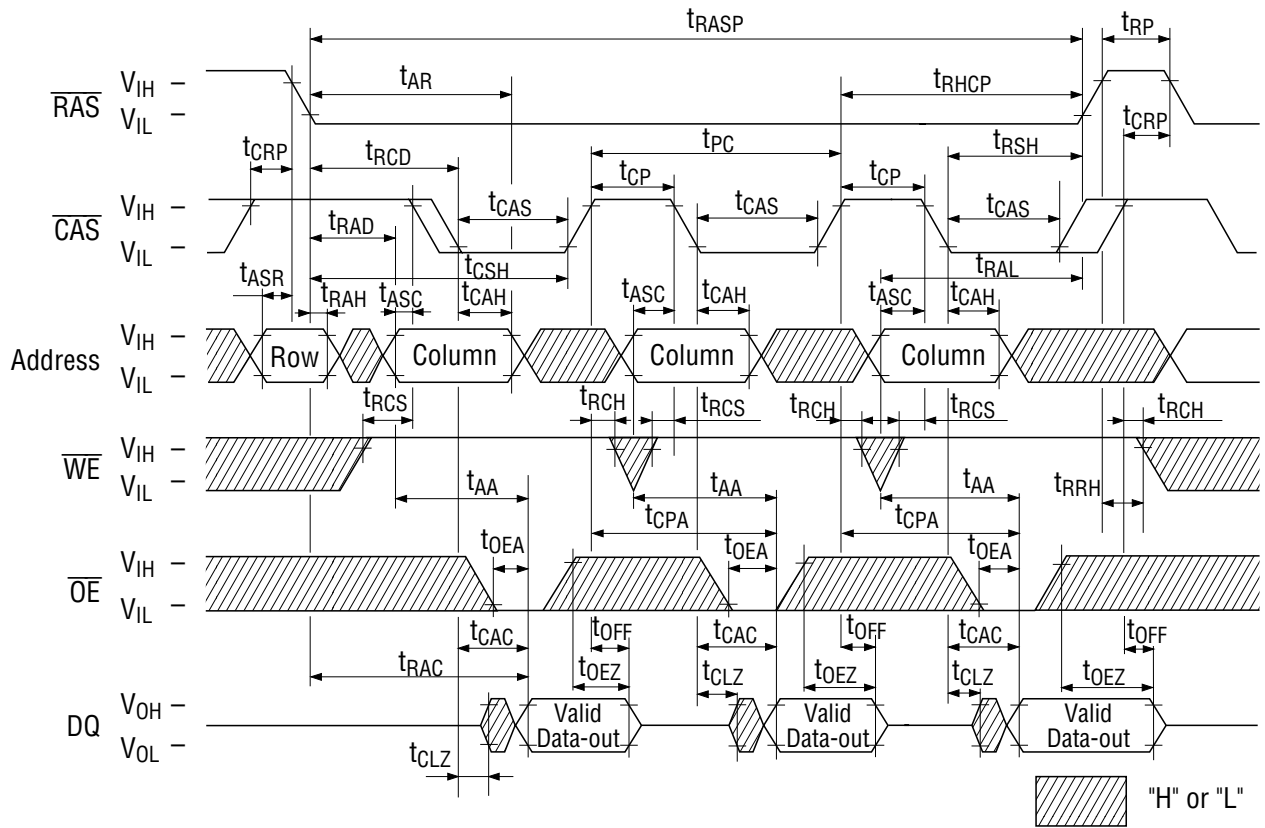 tRASP tRP
VIH
tAR tRHCP
RAS
VIL
tPC tCRP
tCRP tRCD tRSH
tCP tCP
VIH
tCAS tCAS tCAS
CAS
tRAD
VIL
tCSH tRAL
tASR tRAH tASC tCAH tASC tCAH tASC tCAH
VIH
Address Row Column Column Column
VIL
tRCS tRCH tRCS tRCH tRCS tRCH
VIH
WE
VIL
tAA tAA tAA tRRH
tCPA tCPA
tOEA tOEA tOEA
VIH
OE
VIL
tCAC tOFF tCAC tOFF tCAC tOFF
tRAC tOEZ tCLZ tOEZ tCLZ tOEZ
VOH
DQ Valid Data-out Valid Data-out Valid Data-out
VOL
tCLZ
"H" or "L"